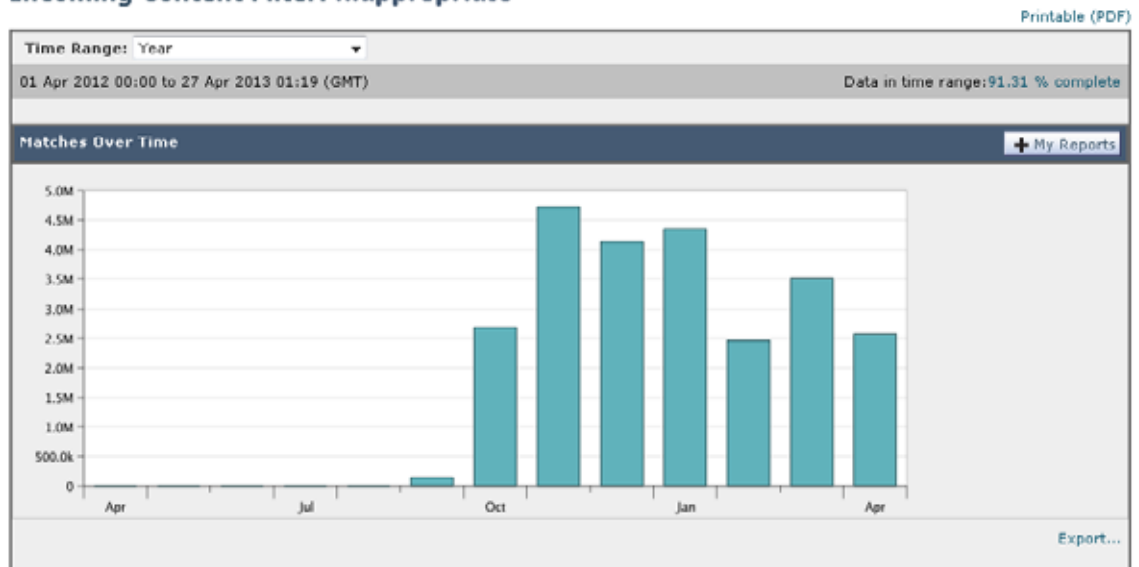 Printable (PDF)
Time Range: Year
01 Apr 2012 00:00 to 27 Apr 2013 01:19 (GMT)
Data in time range:91.31 % complete
Matches Over Time
My Reports
5.0M
4.5M
4.0M
3.5M
3.0M
2.5M
2.0M
1.5M
1.0M
500.0k
0
Apr
Jul
Oct
Jan
Apr
Export...